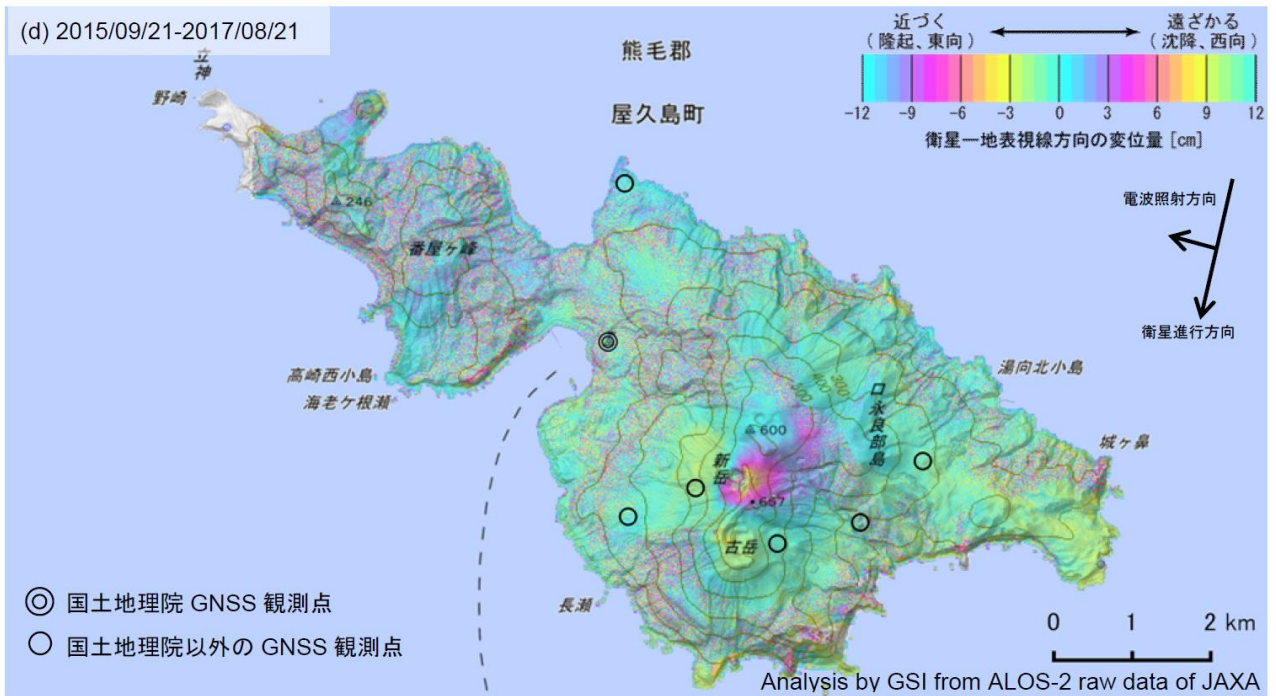 (d) 2015/09/21-2017/08/21
近づく
(隆起、東向)
遠ざかる
(沈降、西向)
-12 -9 -6 -3 0 3 6 9 12
衛星―地表視線方向の変位量 [cm]
熊毛郡
屋久島町
立神
野崎
電波照射方向
衛星進行方向
246
番屋ヶ峰
高崎西小島
海老ケ根瀬
湯向北小島
300
400
500
口永良部島
600
城ヶ鼻
新岳
657
古岳
長瀬
国土地理院 GNSS 観測点
国土地理院以外の GNSS 観測点
0 1 2 km
Analysis by GSI from ALOS-2 raw data of JAXA